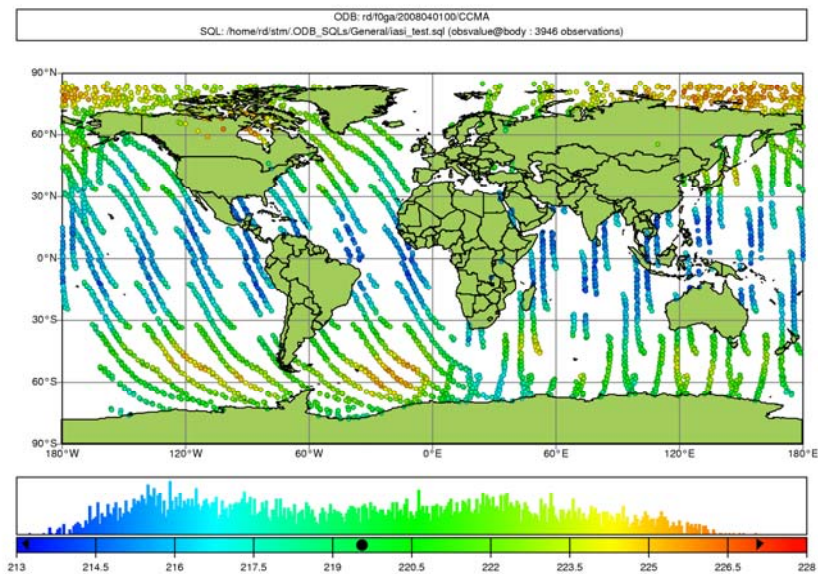 ODB: rd/f0ga/2008040100/CCMA
SQL: /home/rd/stm/.ODB_SQLs/General/iasi_test.sql (obsvalue@body : 3946 observations)
90°N
60°N
30°N
0°N
30°S
60°S
90°S
180°W 120°W 60°W 0°E 60°E 120°E 180°E
213 214.5 216 217.5 219 220.5 222 223.5 225 226.5 228